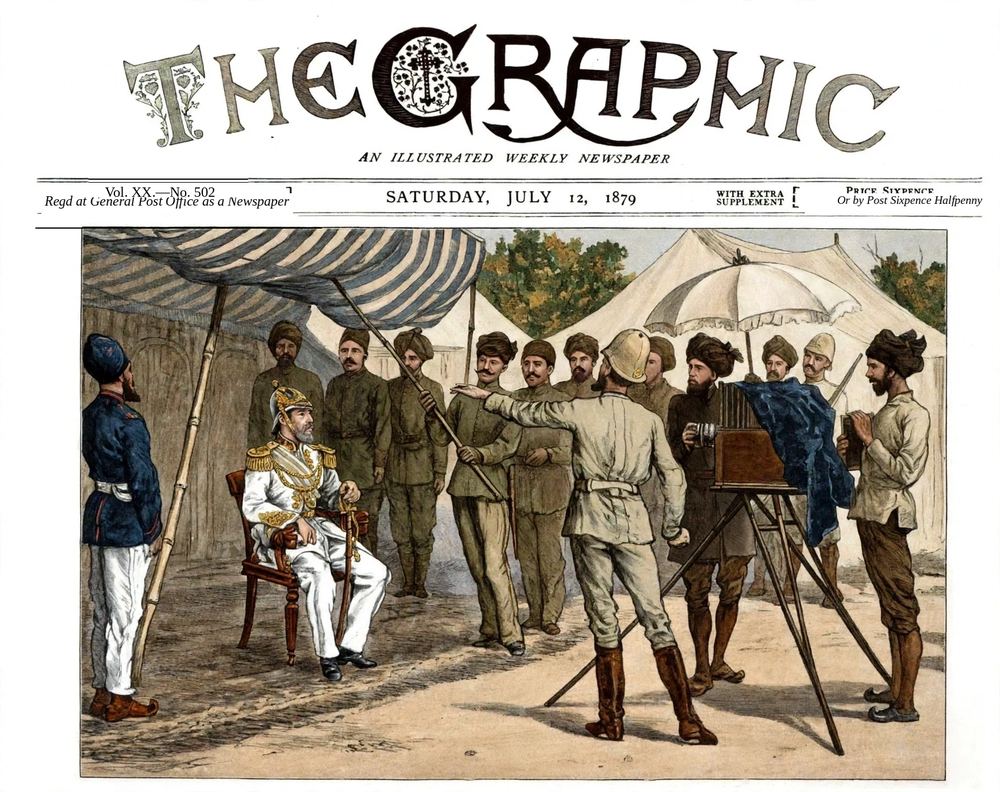 THE GRAPHIC
AN ILLUSTRATED WEEKLY NEWSPAPER
Vol. XX.—No. 502
Regd at General Post Office as a Newspaper
SATURDAY, JULY 12, 1879
WITH EXTRA
SUPPLEMENT
PRICE SIXPENCE
Or by Post Sixpence Halfpenny